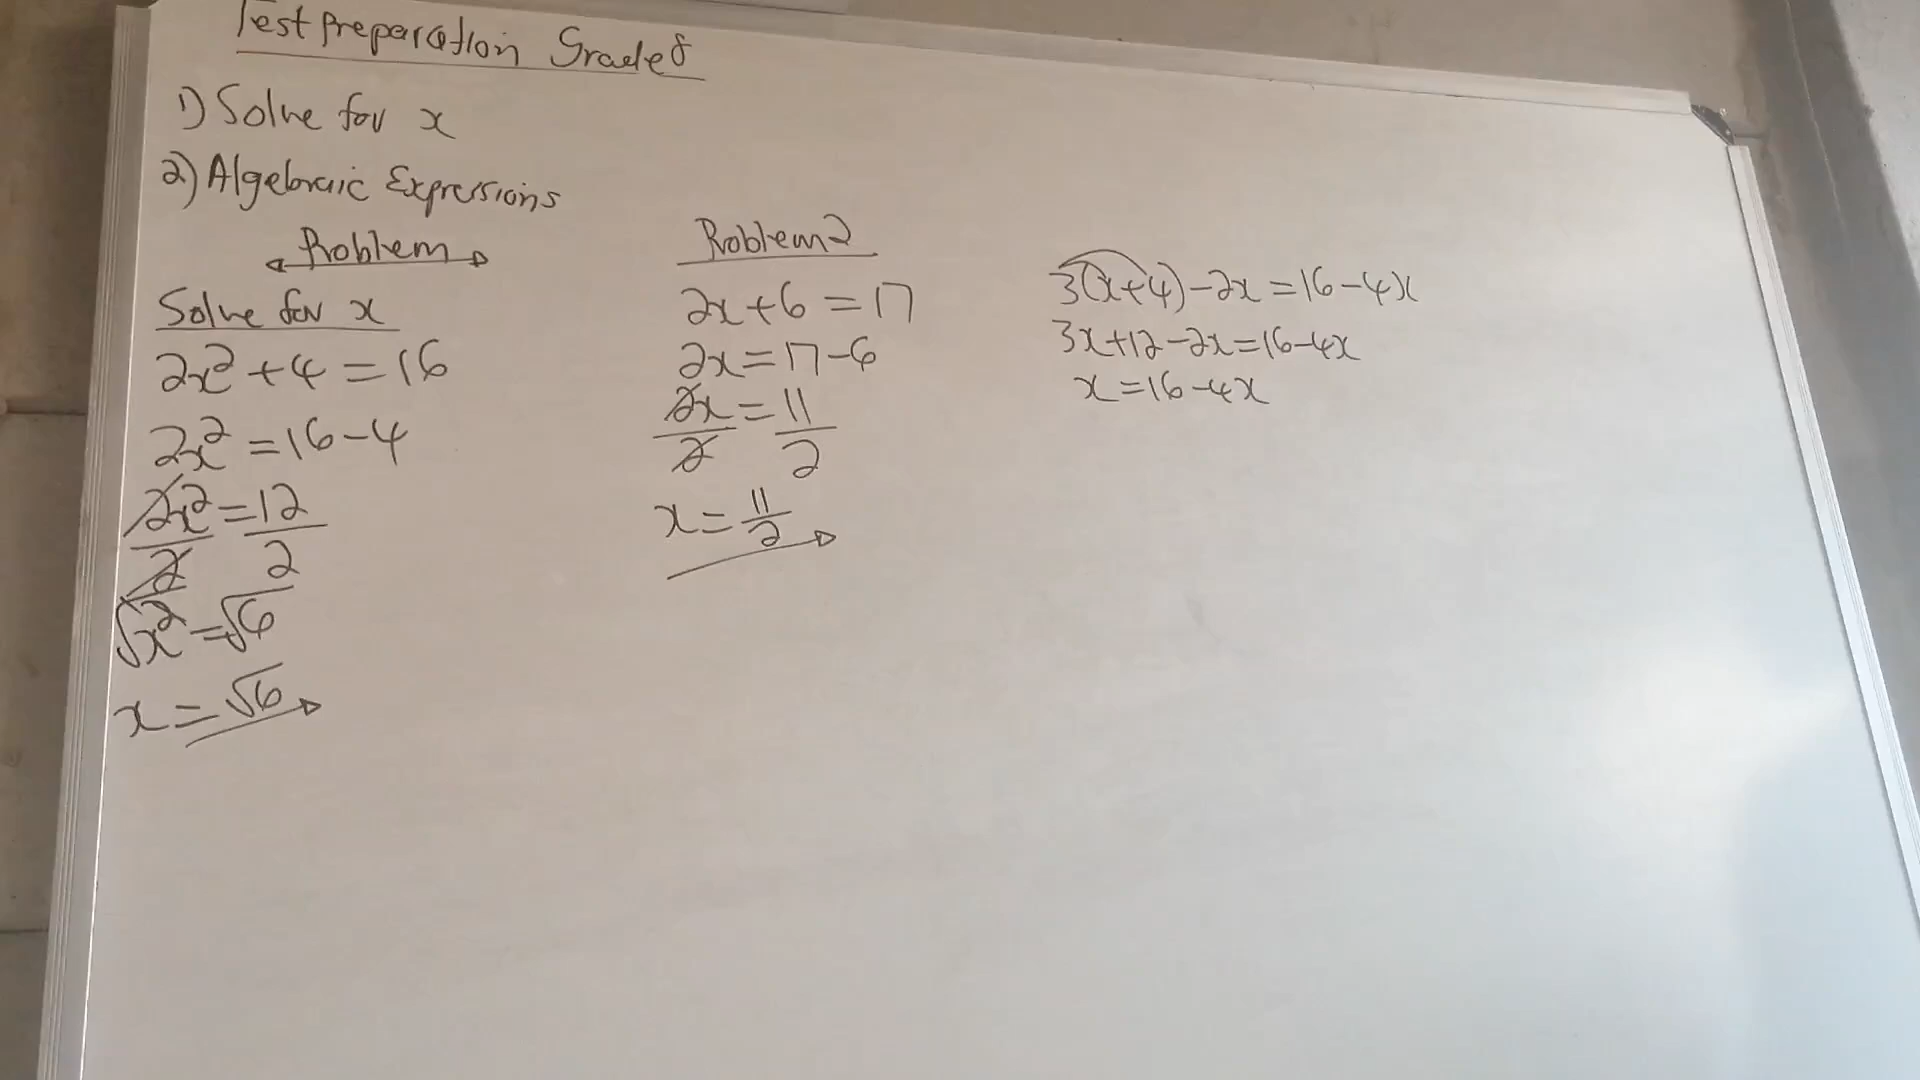 Test Preparation Grade 8
1) Solve for x
2) Algebraic Expressions
Problem
Solve for x
2x² + 4 = 16
2x² = 16 - 4
2x²/2 = 12/2
√x² = √6
x = √6
Problem 2
2x + 6 = 17
2x = 17 - 6
2x/2 = 11/2
x = 11/2
3(x+4) - 2x = 16 - 4x
3x + 12 - 2x = 16 - 4x
x = 16 - 4x